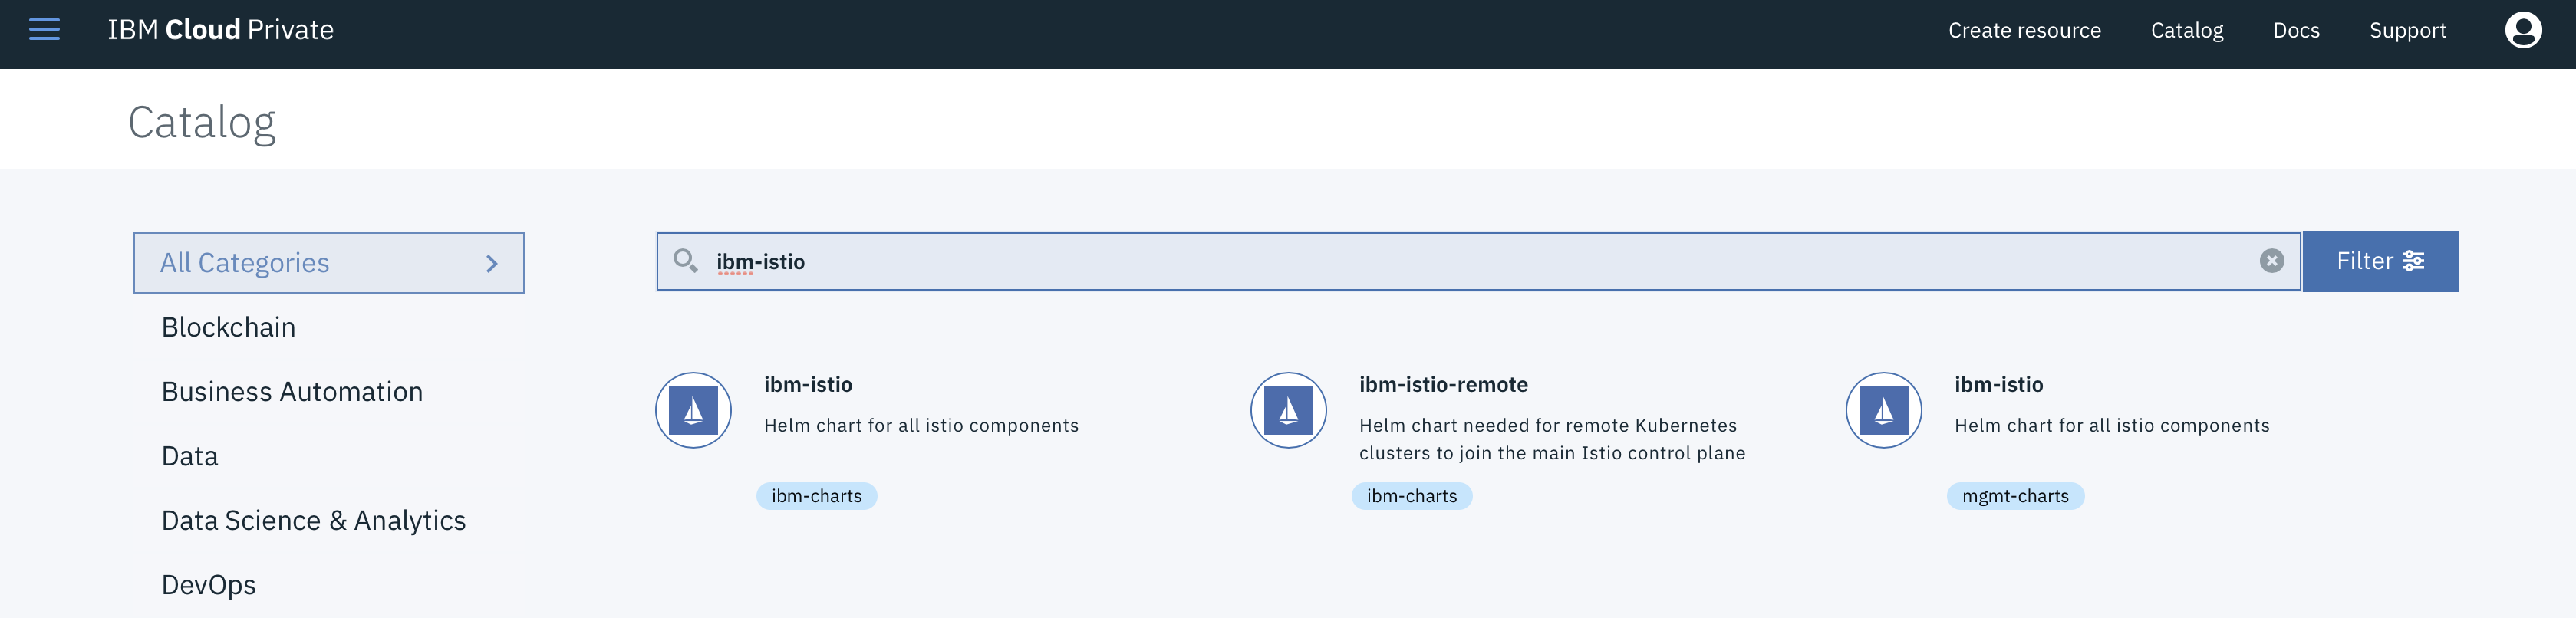 IBM Cloud Private
Create resource
Catalog
Docs
Support
Catalog
All Categories
Blockchain
Business Automation
Data
Data Science & Analytics
DevOps
ibm-istio
Filter
ibm-istio
Helm chart for all istio components
ibm-charts
ibm-istio-remote
Helm chart needed for remote Kubernetes
clusters to join the main Istio control plane
ibm-charts
ibm-istio
Helm chart for all istio components
mgmt-charts